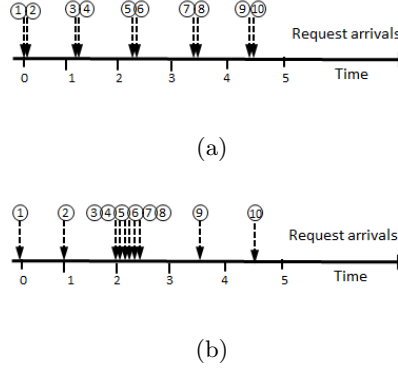 ① ② ③ ④ ⑤ ⑥ ⑦ ⑧ ⑨ ⑩
Request arrivals
0 1 2 3 4 5 Time
(a)
① ② ③ ④ ⑤ ⑥ ⑦ ⑧ ⑨ ⑩
Request arrivals
0 1 2 3 4 5 Time
(b)